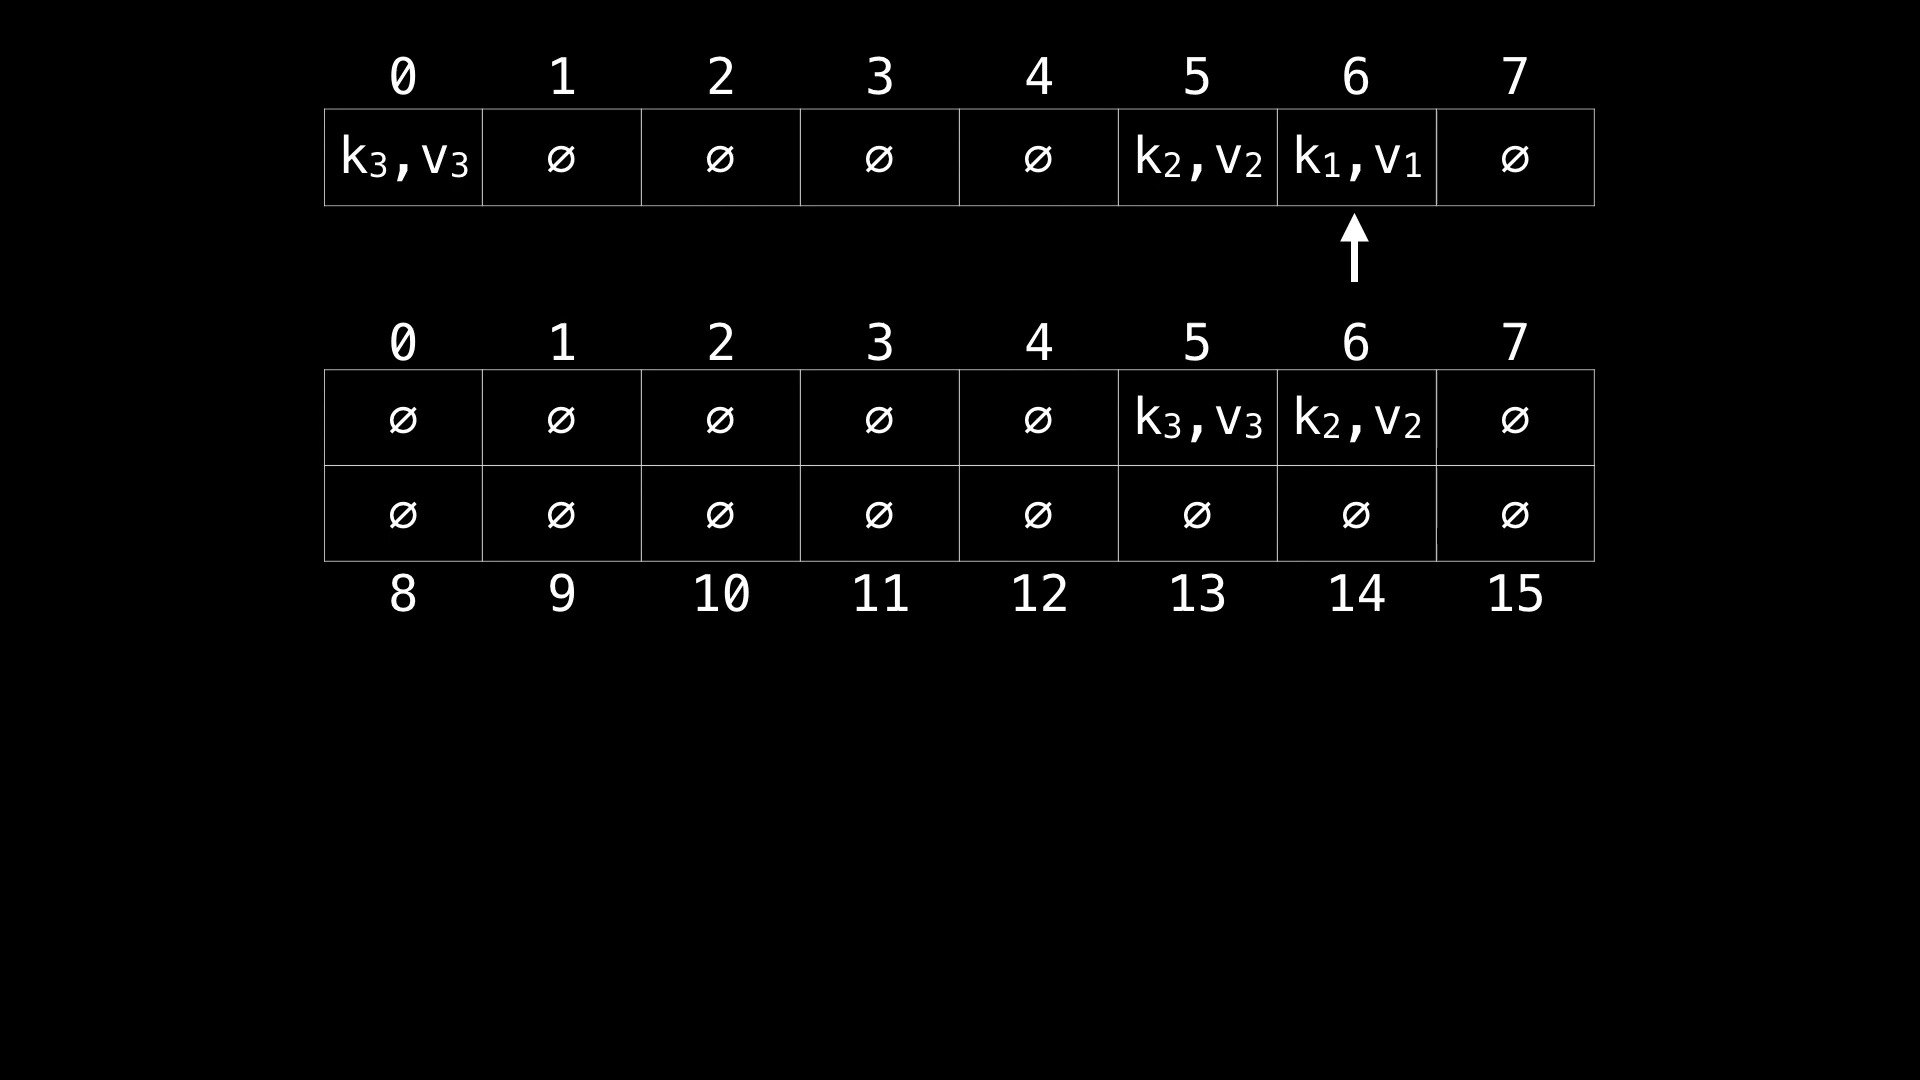 0 1 2 3 4 5 6 7
k₃,v₃ ∅ ∅ ∅ ∅ k₂,v₂ k₁,v₁ ∅
0 1 2 3 4 5 6 7
∅ ∅ ∅ ∅ ∅ k₃,v₃ k₂,v₂ ∅
∅ ∅ ∅ ∅ ∅ ∅ ∅ ∅
8 9 10 11 12 13 14 15